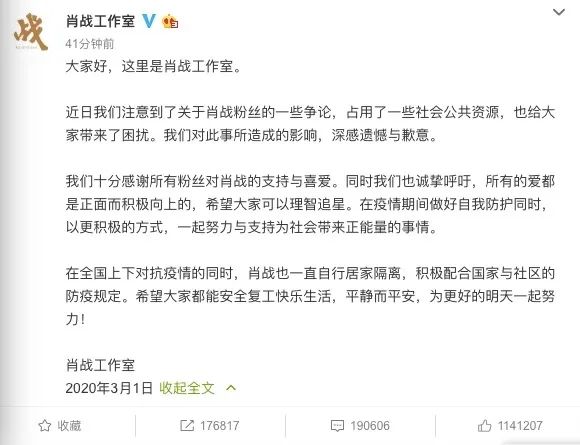 战
肖战工作室
41分钟前
大家好，这里是肖战工作室。
近日我们注意到了关于肖战粉丝的一些争论，占用了一些社会公共资源，也给大
家带来了困扰。我们对此事所造成的影响，深感遗憾与歉意。
我们十分感谢所有粉丝对肖战的支持与喜爱。同时我们也诚挚呼吁，所有的爱都
是正面而积极向上的，希望大家可以理智追星。在疫情期间做好自我防护同时，
以更积极的方式，一起努力与支持为社会带来正能量的事情。
在全国上下对抗疫情的同时，肖战也一直自行居家隔离，积极配合国家与社区的
防疫规定。希望大家都能安全复工快乐生活，平静而平安，为更好的明天一起努
力！
肖战工作室
2020年3月1日 收起全文
收藏 176817 190606 1141207